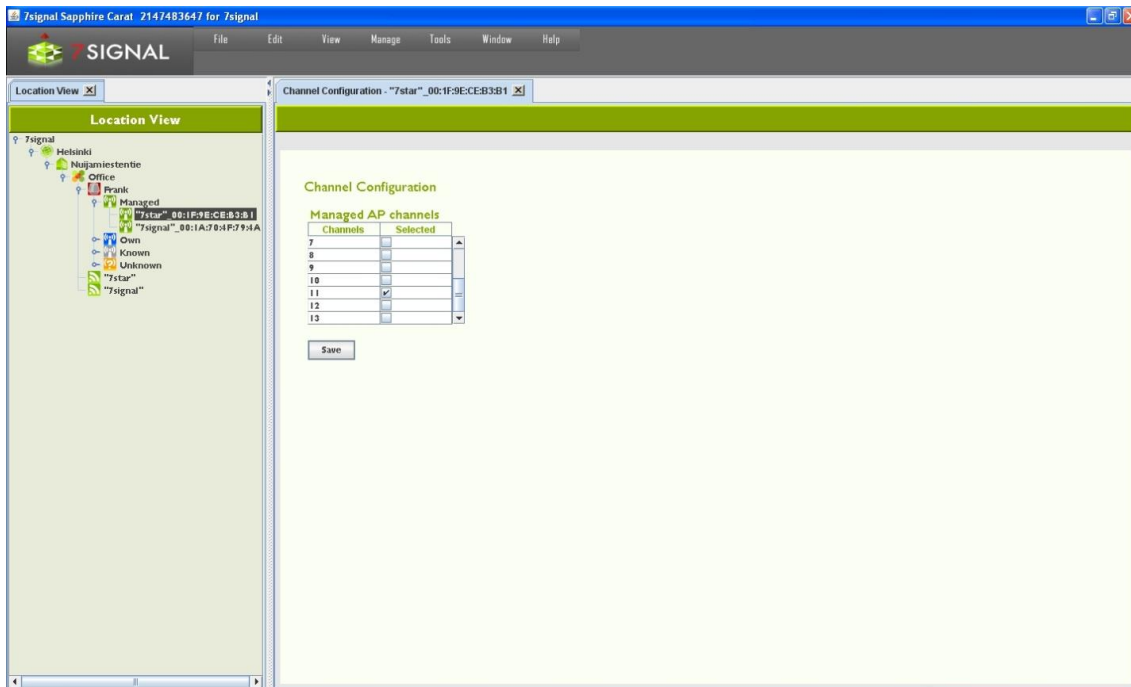 7signal Sapphire Carat 2147483647 for 7signal
7SIGNAL
File Edit View Manage Tools Window Help
Location View
Channel Configuration - "7star"_00:1F:9E:CE:B3:B1
Location View
7signal
Helsinki
Nuijamiestentie
Office
Frank
Managed
"7star"_00:1F:9E:CE:B3:B1
"7signal"_00:1A:70:4F:79:4A
Own
Known
Unknown
"7star"
"7signal"
Channel Configuration
Managed AP channels
Channels Selected
7
8
9
10
11
12
13
Save